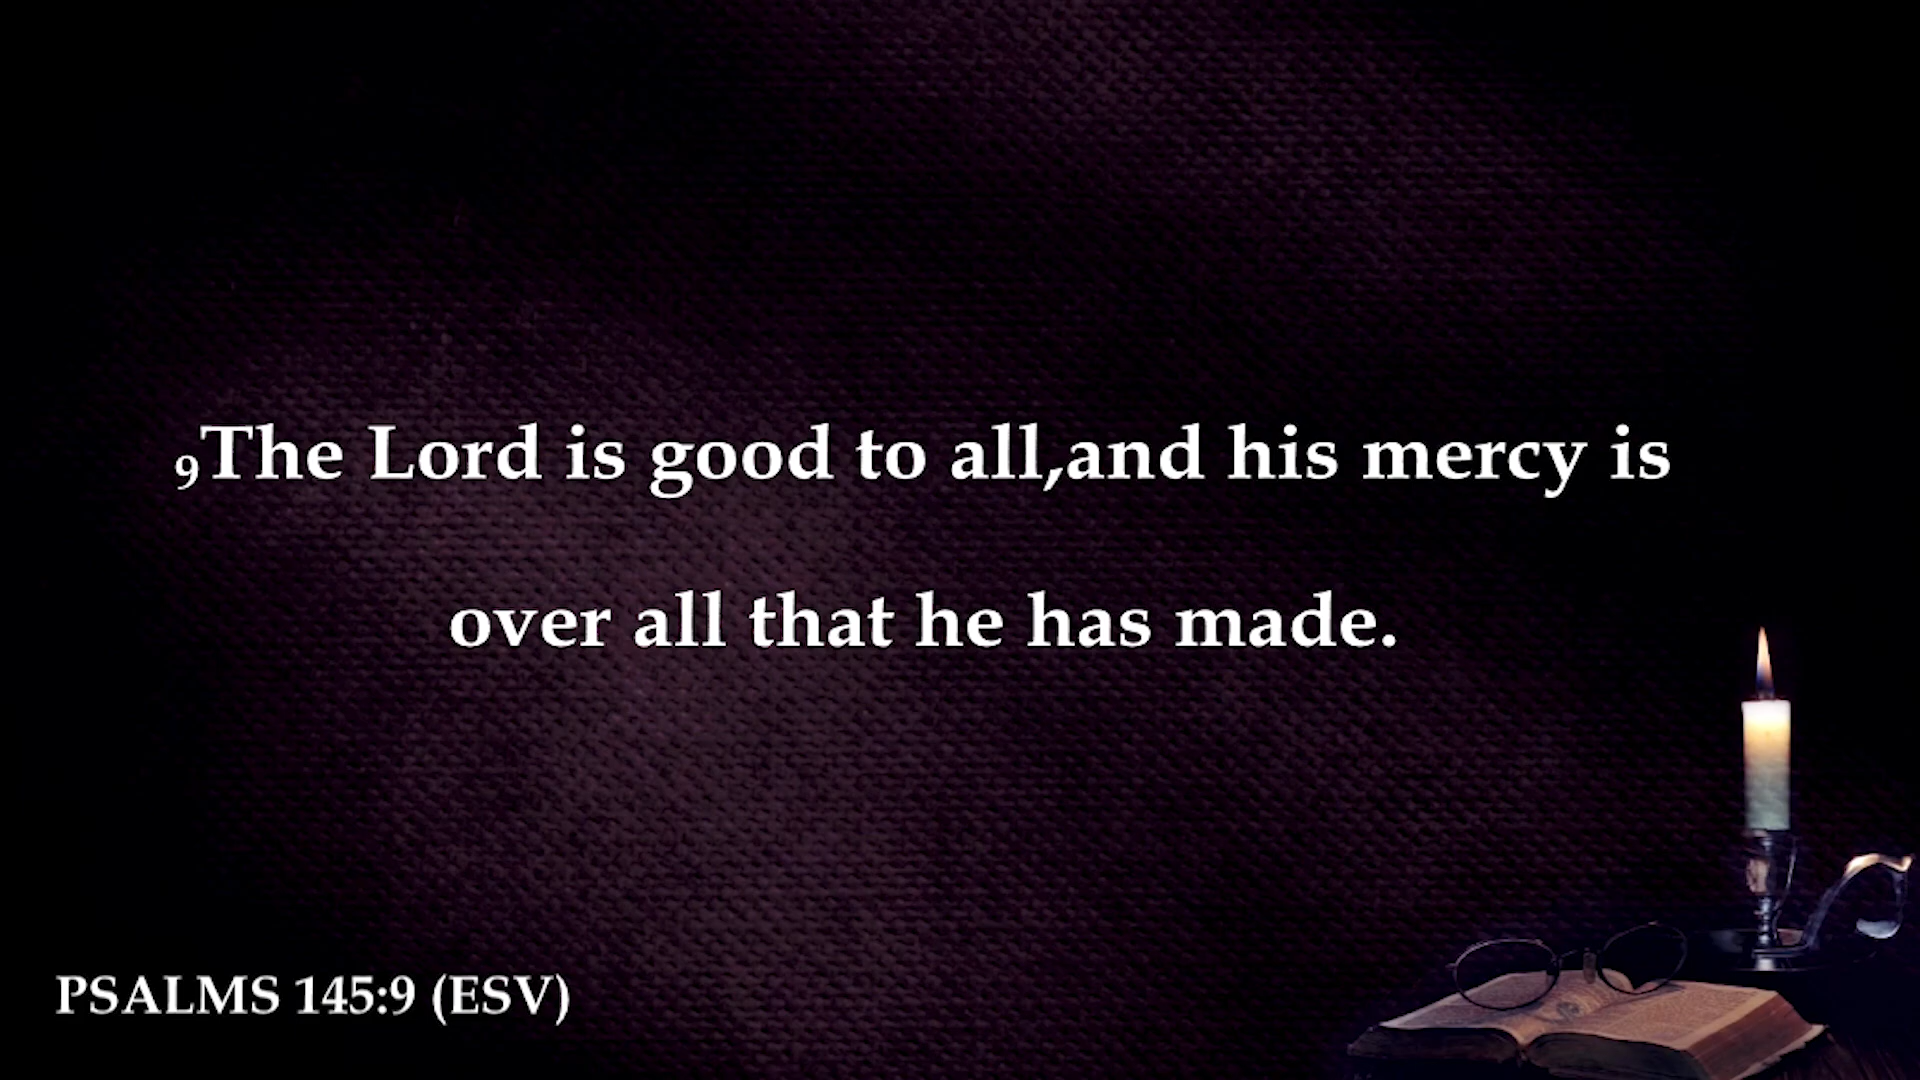 9The Lord is good to all,and his mercy is
over all that he has made.
PSALMS 145:9 (ESV)